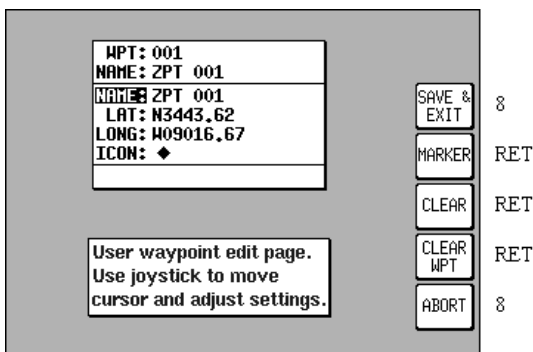 WPT: 001
NAME: ZPT 001
NAME: ZPT 001
LAT: N3443.62
LONG: W09016.67
ICON: ◆
User waypoint edit page.
Use joystick to move
cursor and adjust settings.
SAVE &
EXIT
8
MARKER
RET
CLEAR
RET
CLEAR
WPT
RET
ABORT
8